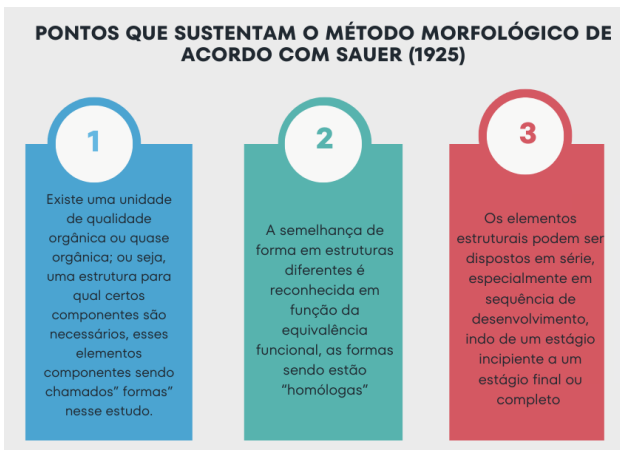 PONTOS QUE SUSTENTAM O MÉTODO MORFOLÓGICO DE
ACORDO COM SAUER (1925)
1
Existe uma unidade
de qualidade
orgânica ou quase
orgânica; ou seja,
uma estrutura para
qual certos
componentes são
necessários, esses
elementos
componentes sendo
chamados" formas"
nesse estudo.
2
A semelhança de
forma em estruturas
diferentes é
reconhecida em
função da
equivalência
funcional, as formas
sendo estão
"homólogas"
3
Os elementos
estruturais podem ser
dispostos em série,
especialmente em
sequência de
desenvolvimento,
indo de um estágio
incipiente a um
estágio final ou
completo